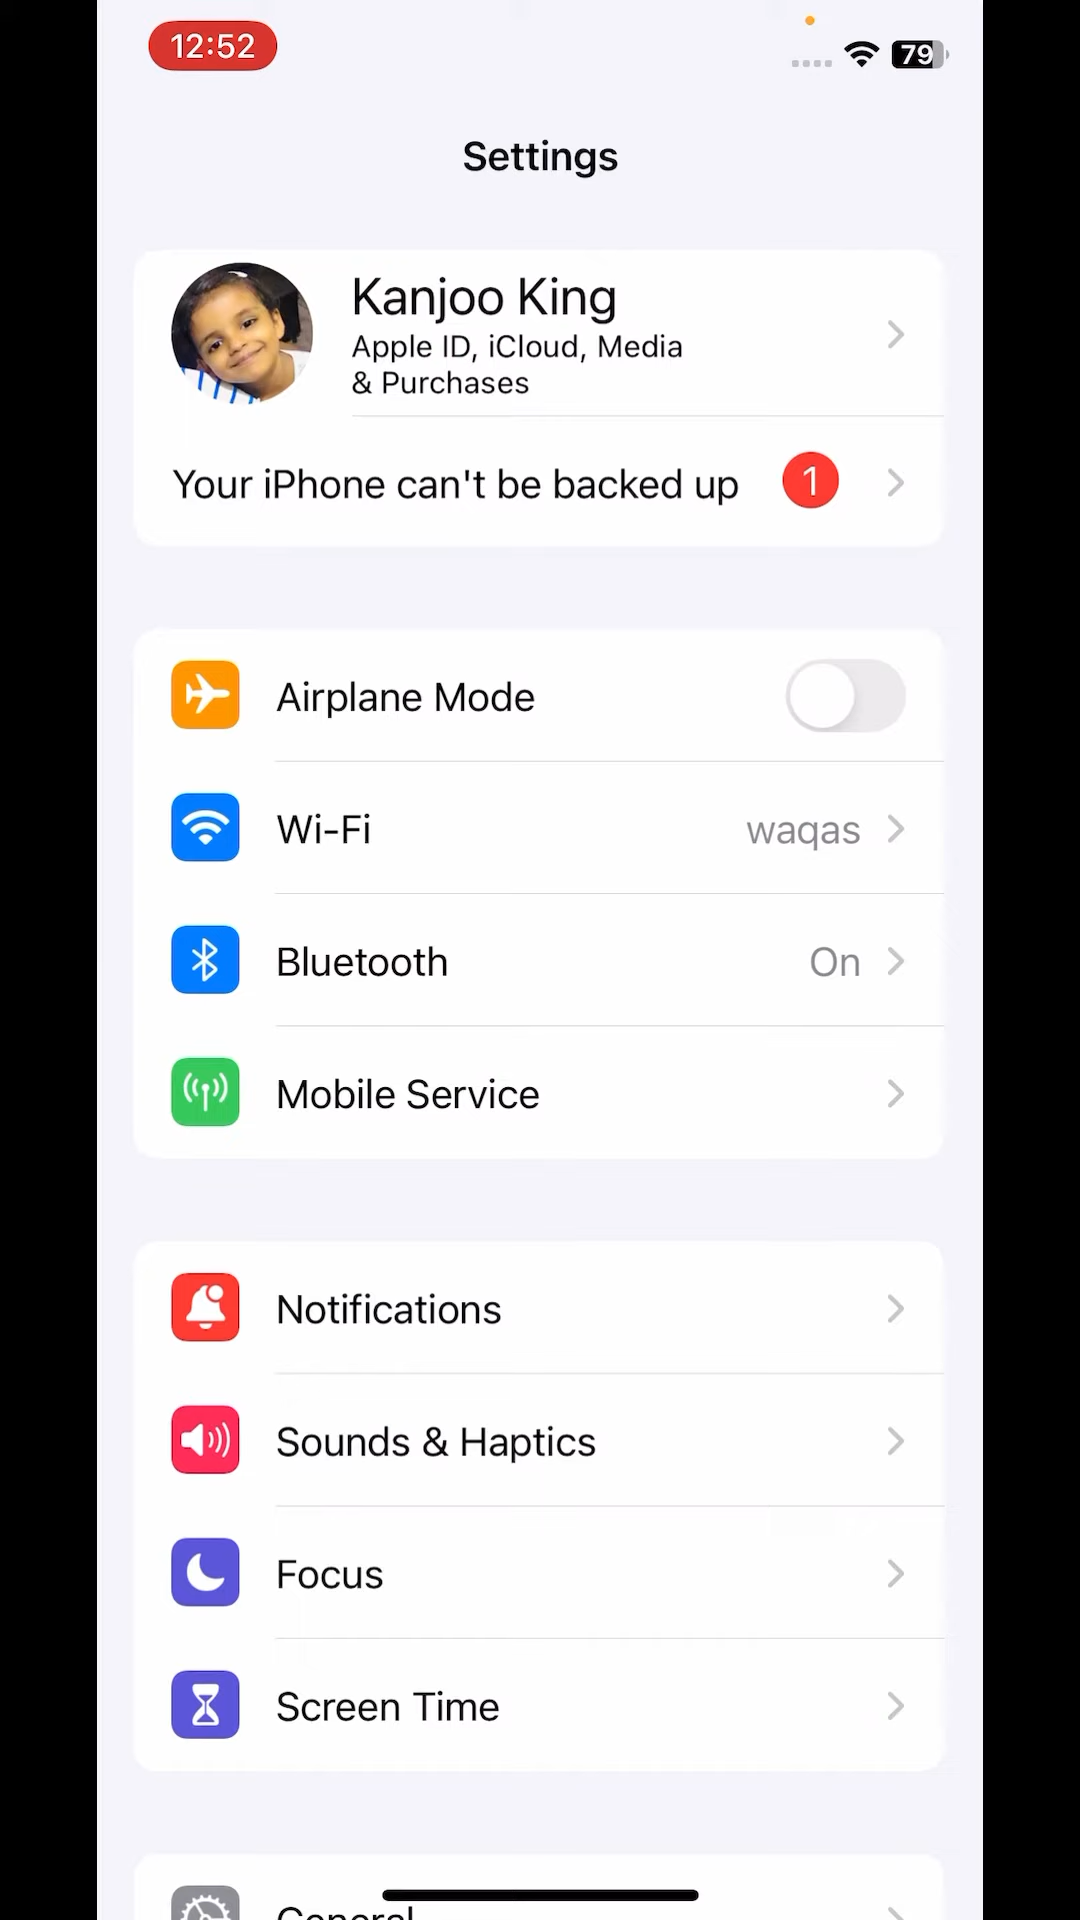 12:52
79
Settings
Kanjoo King
Apple ID, iCloud, Media
& Purchases
Your iPhone can't be backed up 1
Airplane Mode
Wi-Fi waqas
Bluetooth On
Mobile Service
Notifications
Sounds & Haptics
Focus
Screen Time
General